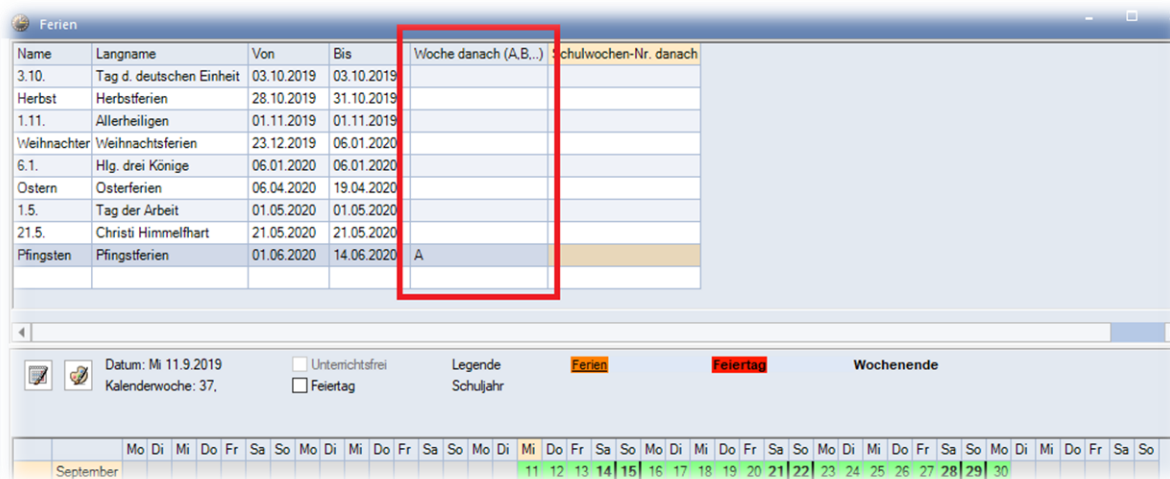 Ferien
Name Langname Von Bis Woche danach (A,B,..) Schulwochen-Nr. danach
3.10. Tag d. deutschen Einheit 03.10.2019 03.10.2019
Herbst Herbstferien 28.10.2019 31.10.2019
1.11. Allerheiligen 01.11.2019 01.11.2019
Weihnachter Weihnachtsferien 23.12.2019 06.01.2020
6.1. Hlg. drei Könige 06.01.2020 06.01.2020
Ostern Osterferien 06.04.2020 19.04.2020
1.5. Tag der Arbeit 01.05.2020 01.05.2020
21.5. Christi Himmelfhart 21.05.2020 21.05.2020
Pfingsten Pfingstferien 01.06.2020 14.06.2020 A
Datum: Mi 11.9.2019 Unterrichtsfrei Legende Ferien Feiertag Wochenende
Kalenderwoche: 37, Feiertag Schuljahr
Mo Di Mi Do Fr Sa So Mo Di Mi Do Fr Sa So Mo Di Mi Do Fr Sa So Mo Di Mi Do Fr Sa So Mo Di Mi Do Fr Sa So Mo Di Mi Do Fr Sa So
September 11 12 13 14 15 16 17 18 19 20 21 22 23 24 25 26 27 28 29 30